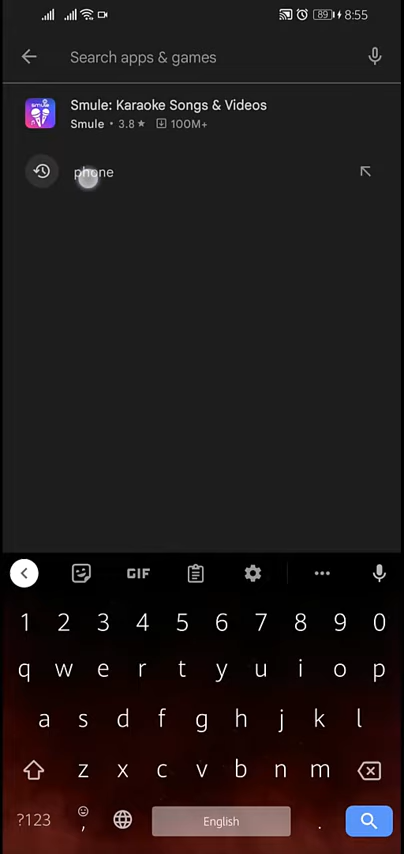 89 8:55
Search apps & games
Smule: Karaoke Songs & Videos
Smule • 3.8★ 100M+
phone
GIF
1 2 3 4 5 6 7 8 9 0
q w e r t y u i o p
a s d f g h j k l
z x c v b n m
?123 , English .